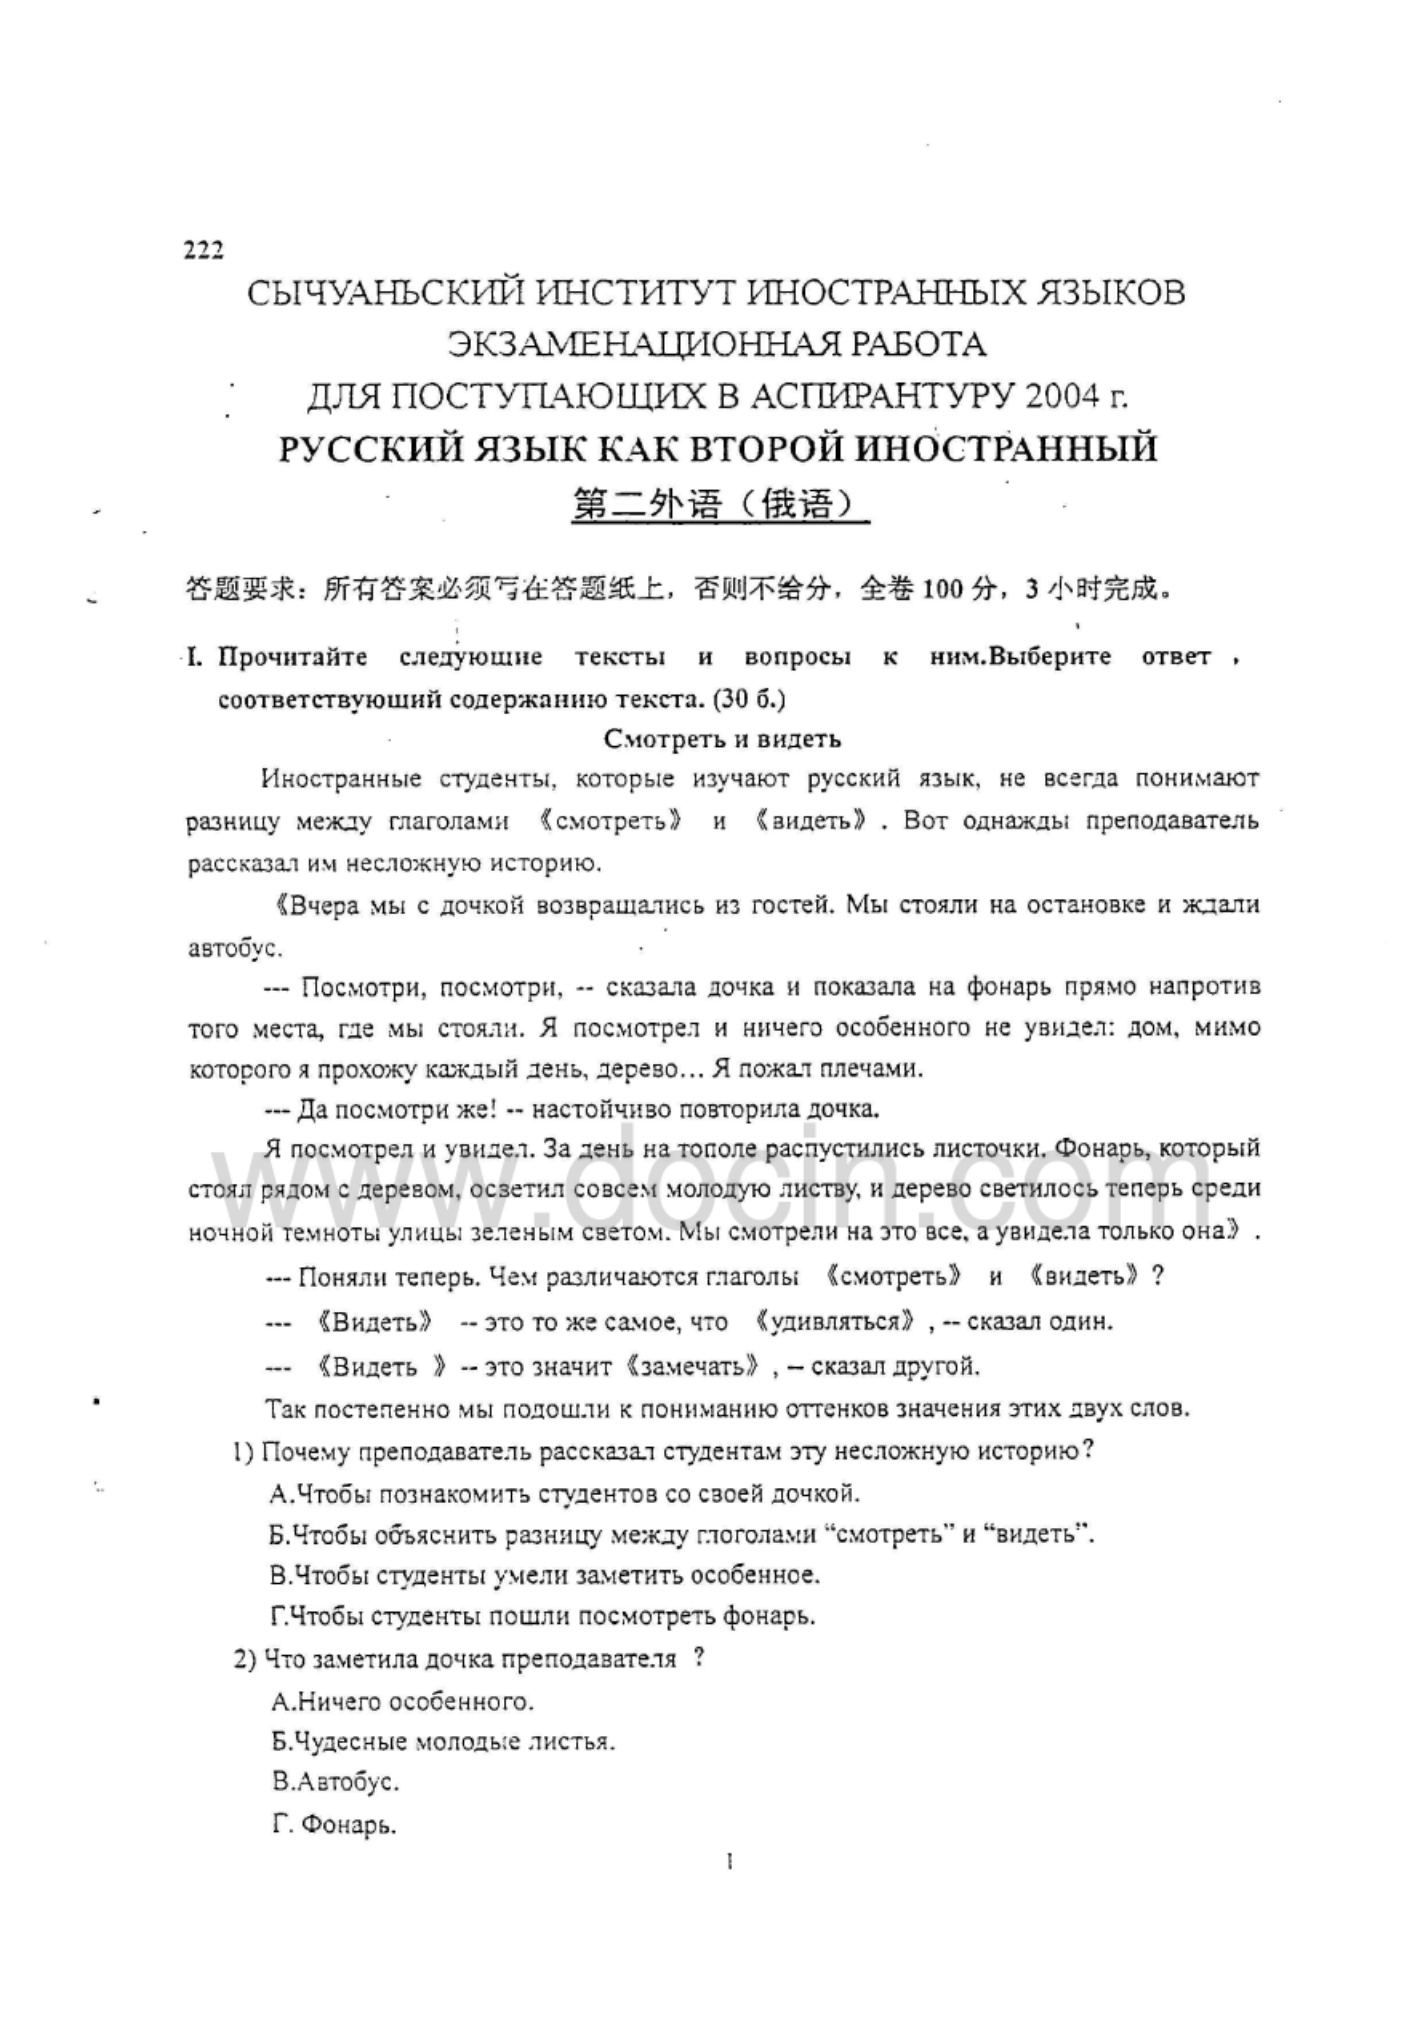 222
СЫЧУАНЬСКИЙ ИНСТИТУТ ИНОСТРАННЫХ ЯЗЫКОВ
ЭКЗАМЕНАЦИОННАЯ РАБОТА
ДЛЯ ПОСТУПАЮЩИХ В АСПИРАНТУРУ 2004 г.
РУССКИЙ ЯЗЫК КАК ВТОРОЙ ИНОСТРАННЫЙ
第二外语（俄语）
答题要求：所有答案必须写在答题纸上，否则不给分，全卷 100 分，3 小时完成。
I. Прочитайте следующие тексты и вопросы к ним.Выберите ответ ,
соответствующий содержанию текста. (30 б.)
Смотреть и видеть
Иностранные студенты, которые изучают русский язык, не всегда понимают
разницу между глаголами 《смотреть》 и 《видеть》. Вот однажды преподаватель
рассказал им несложную историю.
《Вчера мы с дочкой возвращались из гостей. Мы стояли на остановке и ждали
автобус.
--- Посмотри, посмотри, -- сказала дочка и показала на фонарь прямо напротив
того места, где мы стояли. Я посмотрел и ничего особенного не увидел: дом, мимо
которого я прохожу каждый день, дерево... Я пожал плечами.
--- Да посмотри же! -- настойчиво повторила дочка.
Я посмотрел и увидел. За день на тополе распустились листочки. Фонарь, который
стоял рядом с деревом, осветил совсем молодую листву, и дерево светилось теперь среди
ночной темноты улицы зеленым светом. Мы смотрели на это все, а увидела только она》.
--- Поняли теперь. Чем различаются глаголы 《смотреть》 и 《видеть》?
--- 《Видеть》 -- это то же самое, что 《удивляться》, -- сказал один.
--- 《Видеть 》 -- это значит 《замечать》, – сказал другой.
Так постепенно мы подошли к пониманию оттенков значения этих двух слов.
1) Почему преподаватель рассказал студентам эту несложную историю?
А.Чтобы познакомить студентов со своей дочкой.
Б.Чтобы объяснить разницу между глоголами “смотреть” и “видеть”.
В.Чтобы студенты умели заметить особенное.
Г.Чтобы студенты пошли посмотреть фонарь.
2) Что заметила дочка преподавателя ?
А.Ничего особенного.
Б.Чудесные молодые листья.
В.Автобус.
Г. Фонарь.
1
www.docin.com